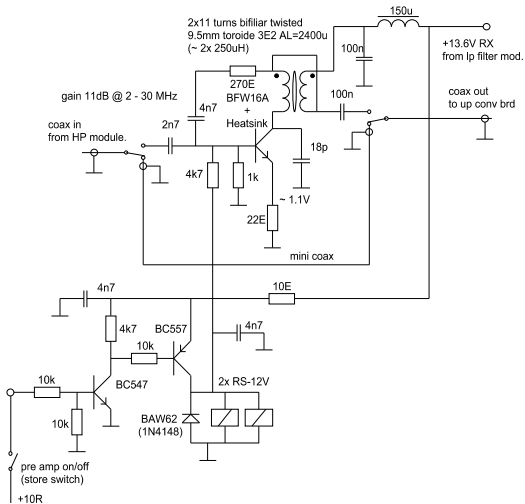 150u
2x11 turns bifiliar twisted
9.5mm toroide 3E2 AL=2400u
(~ 2x 250uH)
100n
+13.6V RX
from lp filter mod.
270E
BFW16A
+
Heatsink
100n
coax out
to up conv brd
gain 11dB @ 2 - 30 MHz
4n7
coax in
from HP module.
2n7
18p
4k7
1k
~ 1.1V
22E
mini coax
4n7
10E
4k7
BC557
4n7
10k
10k
BC547
2x RS-12V
10k
BAW62
(1N4148)
pre amp on/off
(store switch)
+10R